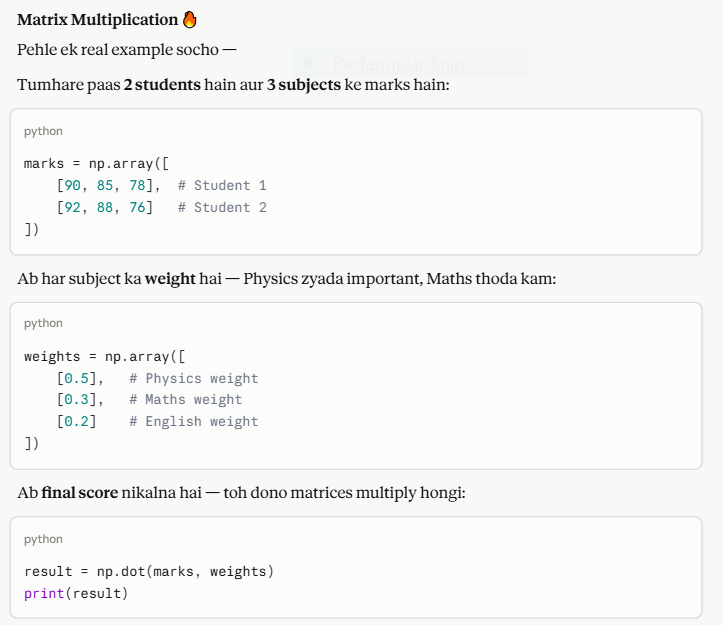 Matrix Multiplication 🔥
Pehle ek real example socho —
Rectangular Snip
Tumhare paas 2 students hain aur 3 subjects ke marks hain:
python
marks = np.array([
    [90, 85, 78],  # Student 1
    [92, 88, 76]   # Student 2
])
Ab har subject ka weight hai — Physics zyada important, Maths thoda kam:
python
weights = np.array([
    [0.5],   # Physics weight
    [0.3],   # Maths weight
    [0.2]    # English weight
])
Ab final score nikalna hai — toh dono matrices multiply hongi:
python
result = np.dot(marks, weights)
print(result)